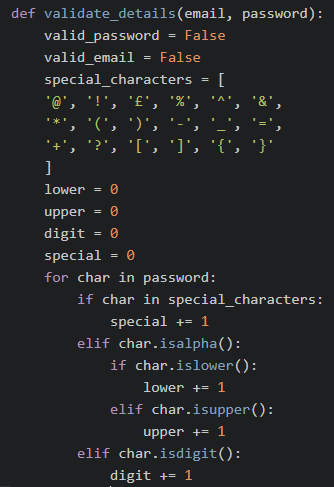 def validate_details(email, password):
    valid_password = False
    valid_email = False
    special_characters = [
    '@', '!', '£', '%', '^', '&',
    '*', '(', ')', '-', '_', '=',
    '+', '?', '[', ']', '{', '}'
    ]
    lower = 0
    upper = 0
    digit = 0
    special = 0
    for char in password:
        if char in special_characters:
            special += 1
        elif char.isalpha():
            if char.islower():
                lower += 1
            elif char.isupper():
                upper += 1
        elif char.isdigit():
            digit += 1